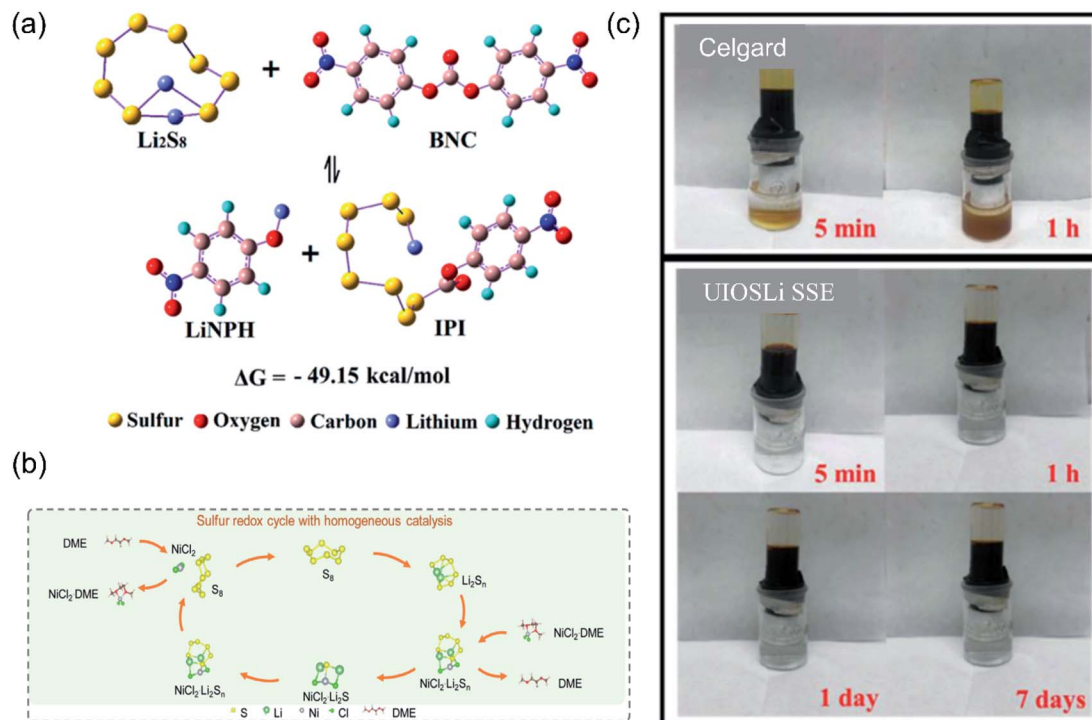 (a)
+
Li₂S₈
BNC
⇌
+
LiNPH
IPI
ΔG = - 49.15 kcal/mol
Sulfur Oxygen Carbon Lithium Hydrogen
(b)
Sulfur redox cycle with homogeneous catalysis
DME
NiCl₂
S₈
NiCl₂ DME
S₈
Li₂Sₙ
NiCl₂ DME
DME
NiCl₂·Li₂Sₙ
NiCl₂·Li₂S
NiCl₂·Li₂Sₙ
S Li Ni Cl DME
(c)
Celgard
5 min
1 h
UIOSLi SSE
5 min
1 h
1 day
7 days